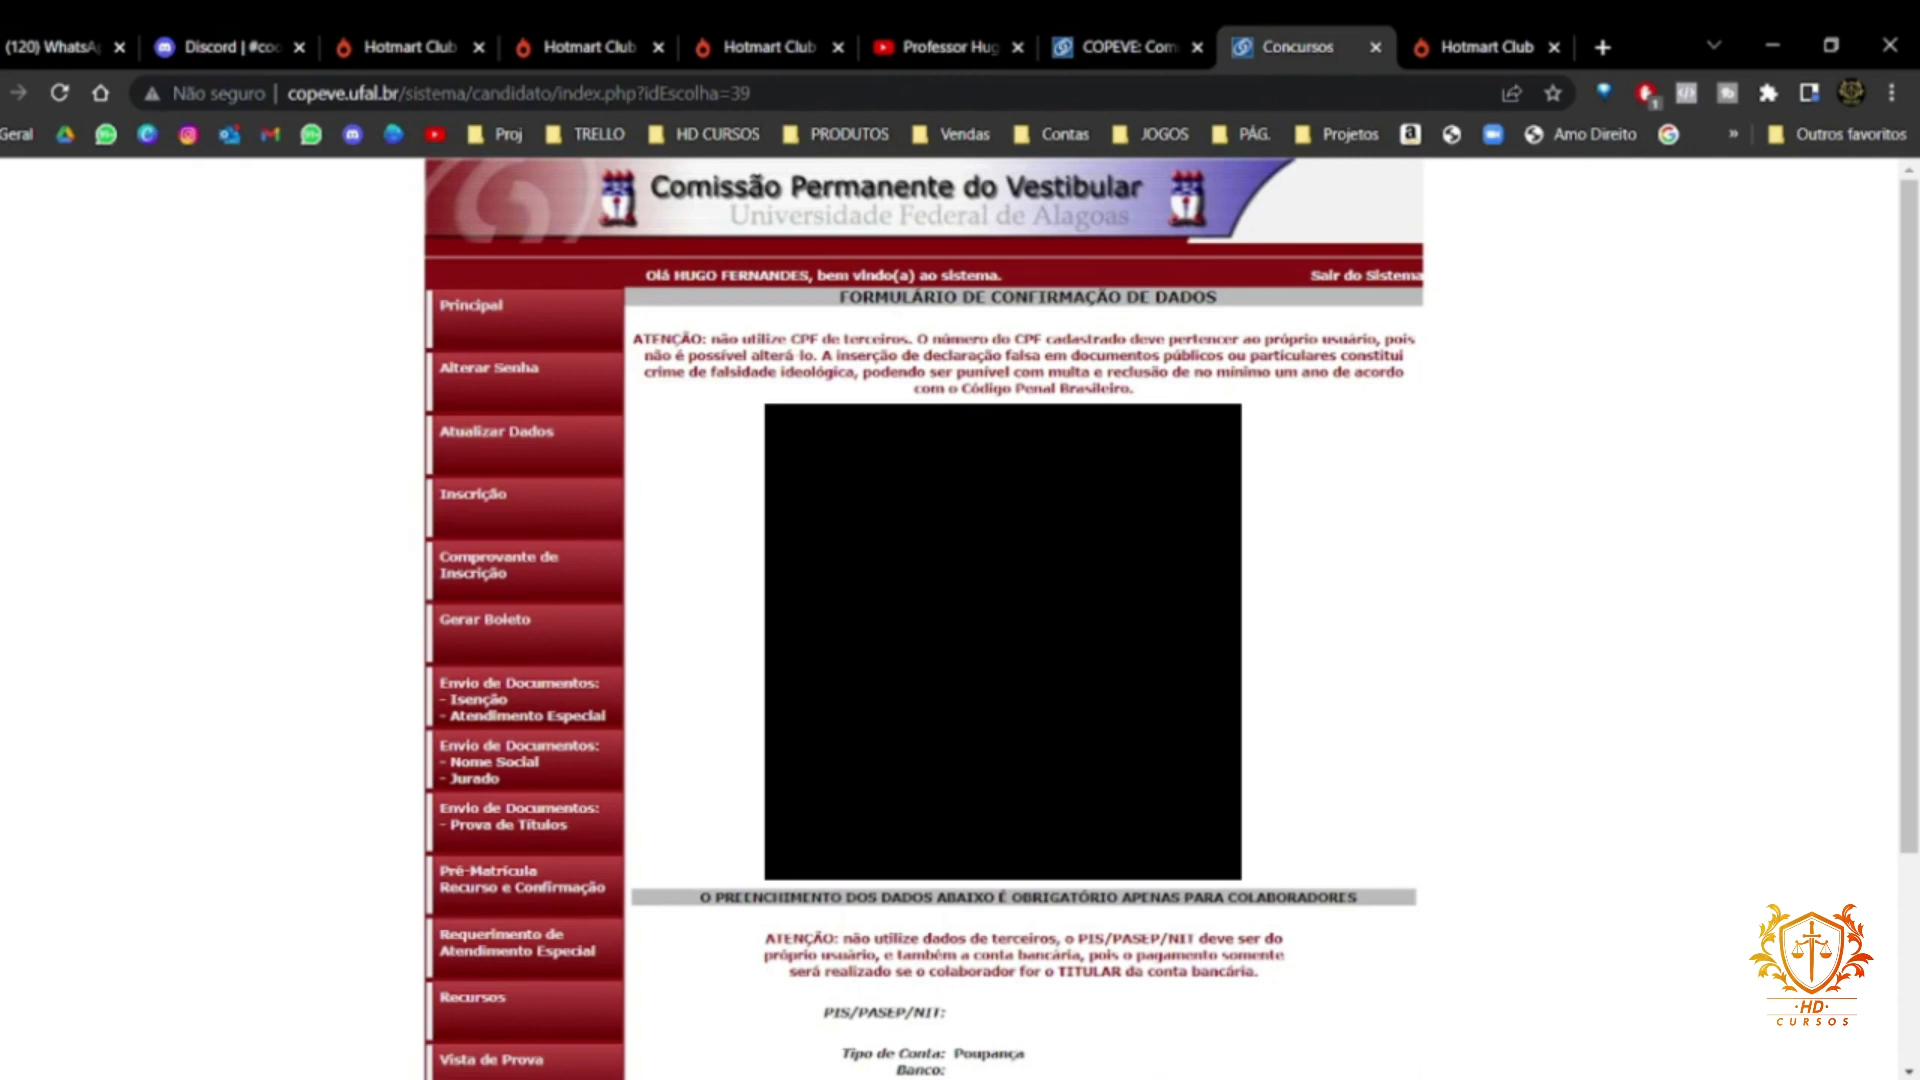 (120) WhatsA
Discord | #coc
Hotmart Club
Hotmart Club
Hotmart Club
Professor Hug
COPEVE: Com
Concursos
Hotmart Club
Não seguro | copeve.ufal.br/sistema/candidato/index.php?idEscolha=39
Geral
Proj
TRELLO
HD CURSOS
PRODUTOS
Vendas
Contas
JOGOS
PÁG.
Projetos
Amo Direito
»
Outros favoritos
Comissão Permanente do Vestibular
Universidade Federal de Alagoas
Olá HUGO FERNANDES, bem vindo(a) ao sistema.
Sair do Sistema
Principal
Alterar Senha
Atualizar Dados
Inscrição
Comprovante de
Inscrição
Gerar Boleto
Envio de Documentos:
- Isenção
- Atendimento Especial
Envio de Documentos:
- Nome Social
- Jurado
Envio de Documentos:
- Prova de Títulos
Pré-Matrícula
Recurso e Confirmação
Requerimento de
Atendimento Especial
Recursos
Vista de Prova
FORMULÁRIO DE CONFIRMAÇÃO DE DADOS
ATENÇÃO: não utilize CPF de terceiros. O número do CPF cadastrado deve pertencer ao próprio usuário, pois
não é possível alterá-lo. A inserção de declaração falsa em documentos públicos ou particulares constitui
crime de falsidade ideológica, podendo ser punível com multa e reclusão de no mínimo um ano de acordo
com o Código Penal Brasileiro.
O PREENCHIMENTO DOS DADOS ABAIXO É OBRIGATÓRIO APENAS PARA COLABORADORES
ATENÇÃO: não utilize dados de terceiros, o PIS/PASEP/NIT deve ser do
próprio usuário, e também a conta bancária, pois o pagamento somente
será realizado se o colaborador for o TITULAR da conta bancária.
PIS/PASEP/NIT:
Tipo de Conta: Poupança
Banco:
·HD·
CURSOS